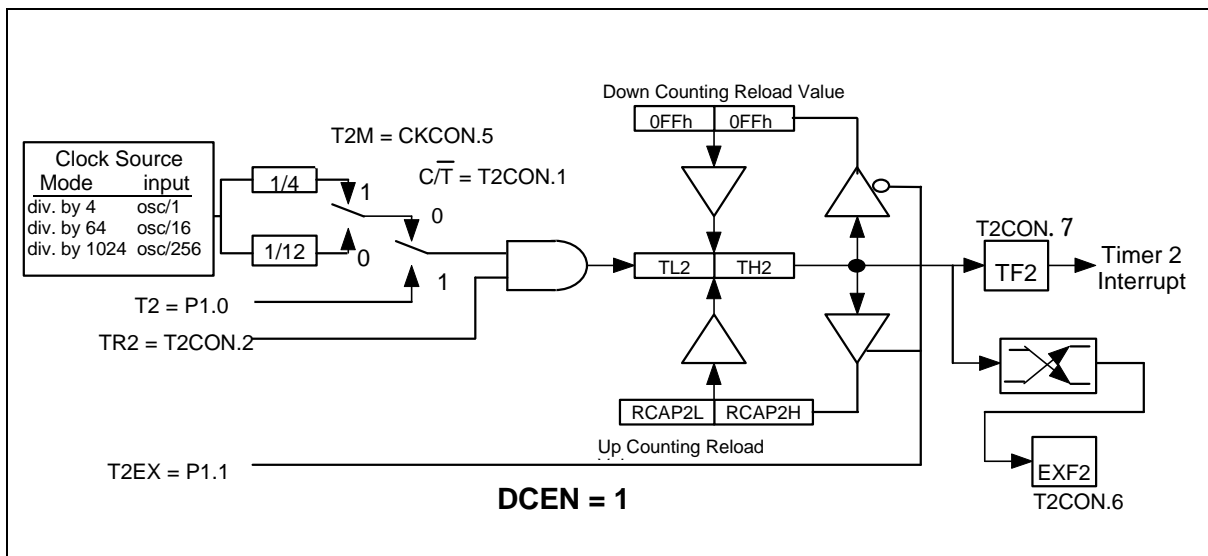 Down Counting Reload Value
0FFh 0FFh
T2M = CKCON.5
C/T̅ = T2CON.1
Clock Source
Mode input
div. by 4 osc/1
div. by 64 osc/16
div. by 1024 osc/256
1/4
1
0
1/12
0
1
T2CON. 7
TL2 TH2
TF2
Timer 2
Interrupt
T2 = P1.0
TR2 = T2CON.2
RCAP2L RCAP2H
Up Counting Reload
T2EX = P1.1
EXF2
T2CON.6
DCEN = 1